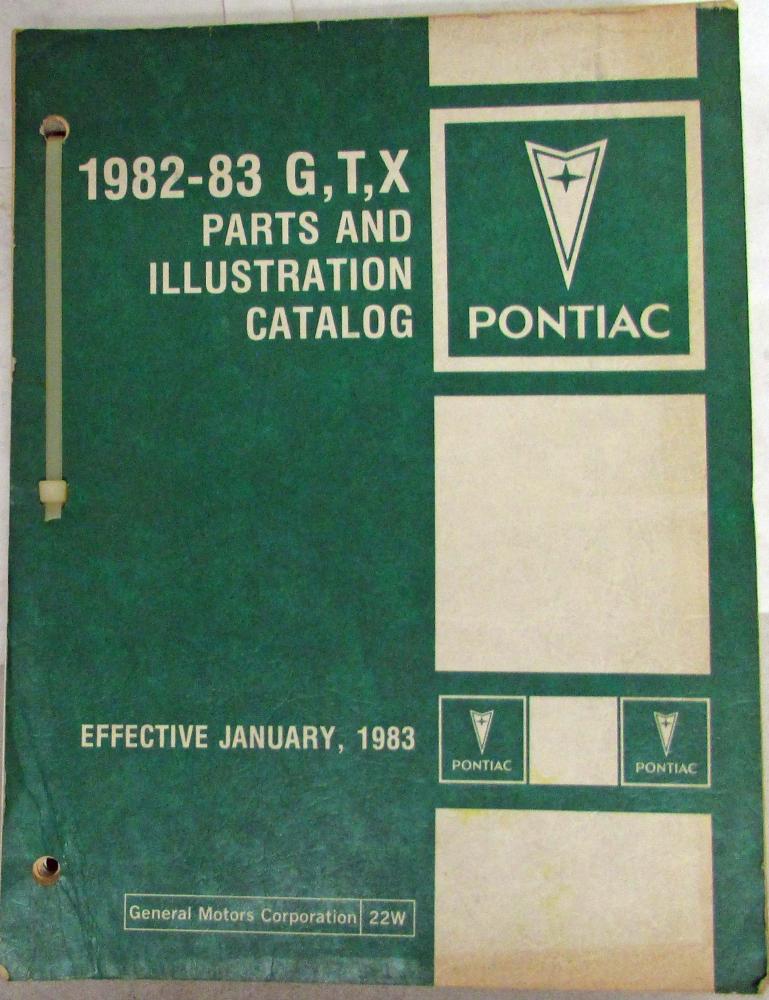 1982-83 G,T,X
PARTS AND
ILLUSTRATION
CATALOG
PONTIAC
EFFECTIVE JANUARY, 1983
PONTIAC
PONTIAC
General Motors Corporation 22W